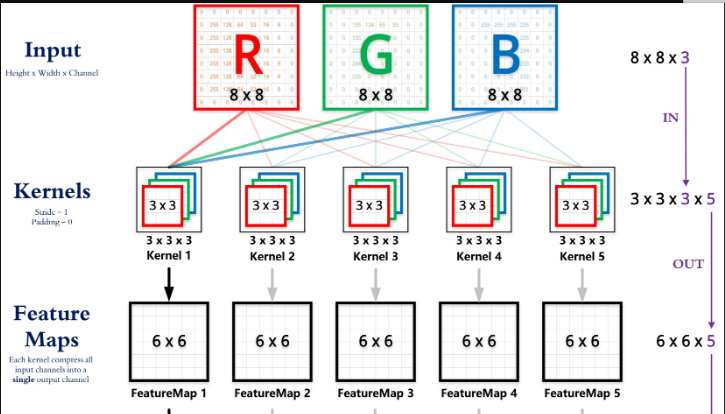 Input
Height x Width x Channel
R
8 x 8
G
8 x 8
B
8 x 8
8 x 8 x 3
IN
Kernels
Stride = 1
Padding = 0
3 x 3
3 x 3
3 x 3
3 x 3
3 x 3
3 x 3 x 3
Kernel 1
3 x 3 x 3
Kernel 2
3 x 3 x 3
Kernel 3
3 x 3 x 3
Kernel 4
3 x 3 x 3
Kernel 5
3 x 3 x 3 x 5
OUT
Feature
Maps
Each kernel compress all
input channels into a
single output channel
6 x 6
6 x 6
6 x 6
6 x 6
6 x 6
FeatureMap 1
FeatureMap 2
FeatureMap 3
FeatureMap 4
FeatureMap 5
6 x 6 x 5